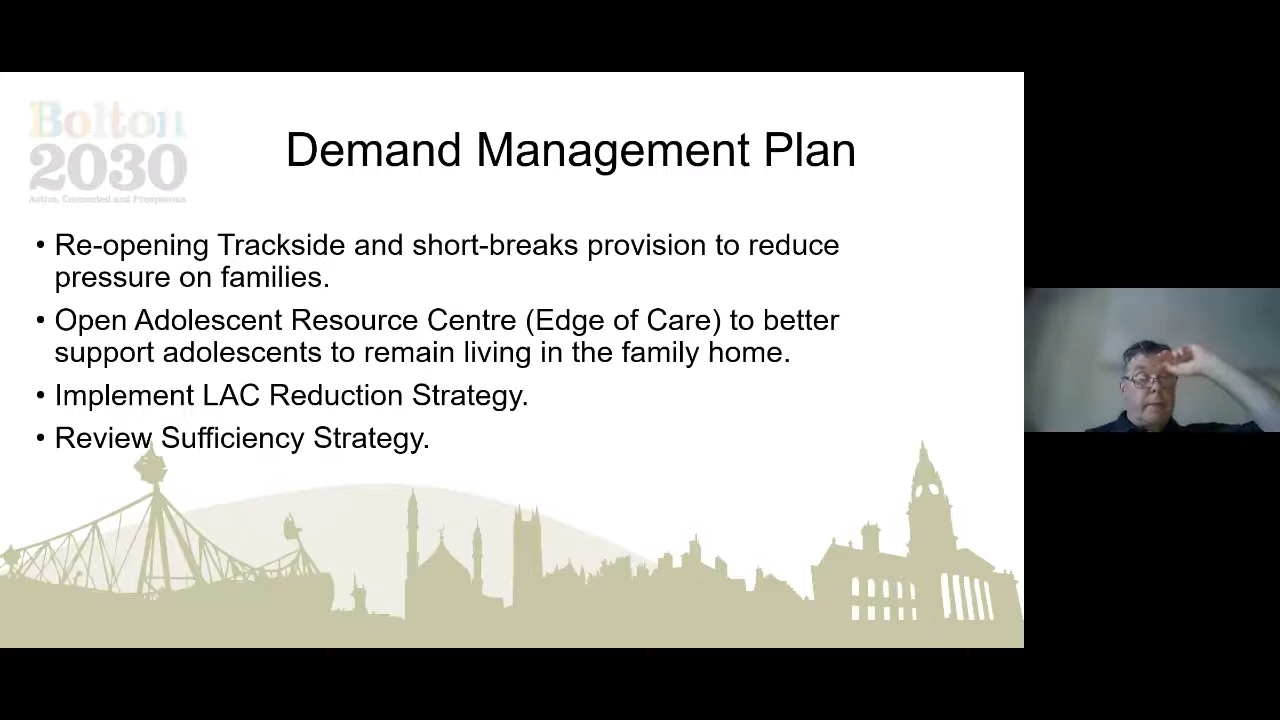 Bolton
2030
Active, Connected and Prosperous
Demand Management Plan
• Re-opening Trackside and short-breaks provision to reduce
pressure on families.
• Open Adolescent Resource Centre (Edge of Care) to better
support adolescents to remain living in the family home.
• Implement LAC Reduction Strategy.
• Review Sufficiency Strategy.